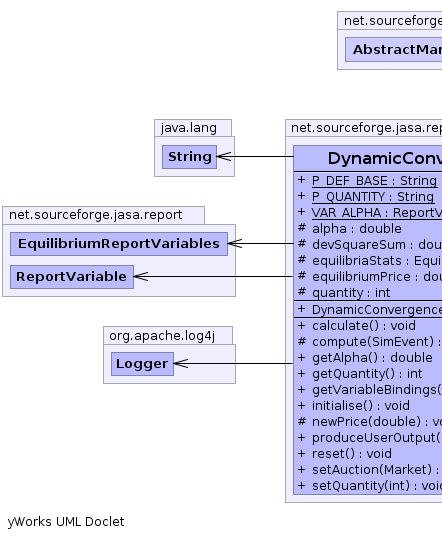 net.sourceforge
AbstractMar
java.lang
String
net.sourceforge.jasa.report
EquilibriumReportVariables
ReportVariable
org.apache.log4j
Logger
net.sourceforge.jasa.rep
DynamicConv
+ P_DEF_BASE : String
+ P_QUANTITY : String
+ VAR_ALPHA : ReportV
# alpha : double
# devSquareSum : dou
# equilibriaStats : Equi
# equilibriumPrice : dou
# quantity : int
+ DynamicConvergence
+ calculate() : void
# compute(SimEvent) :
+ getAlpha() : double
+ getQuantity() : int
+ getVariableBindings(
+ initialise() : void
# newPrice(double) : vo
+ produceUserOutput(
+ reset() : void
+ setAuction(Market) :
+ setQuantity(int) : void
yWorks UML Doclet